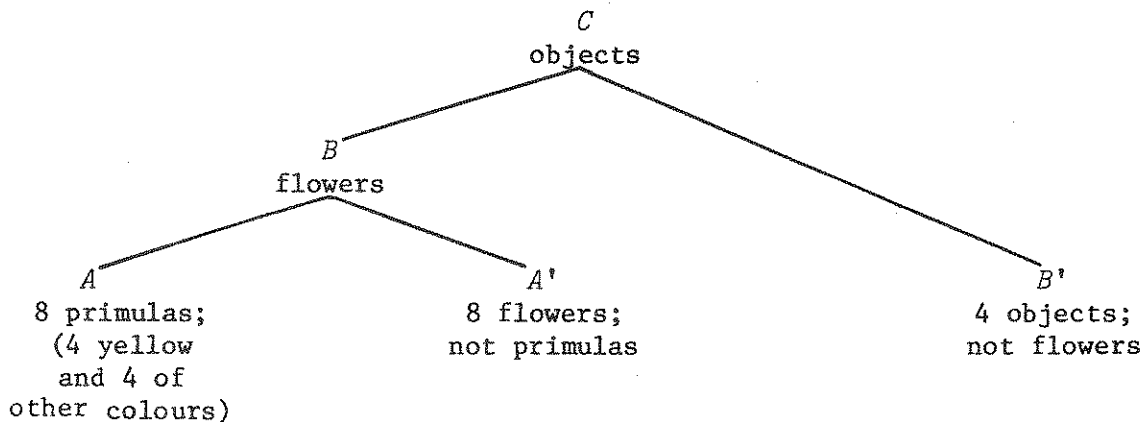 C
objects
B
flowers
A
8 primulas;
(4 yellow
and 4 of
other colours)
A'
8 flowers;
not primulas
B'
4 objects;
not flowers